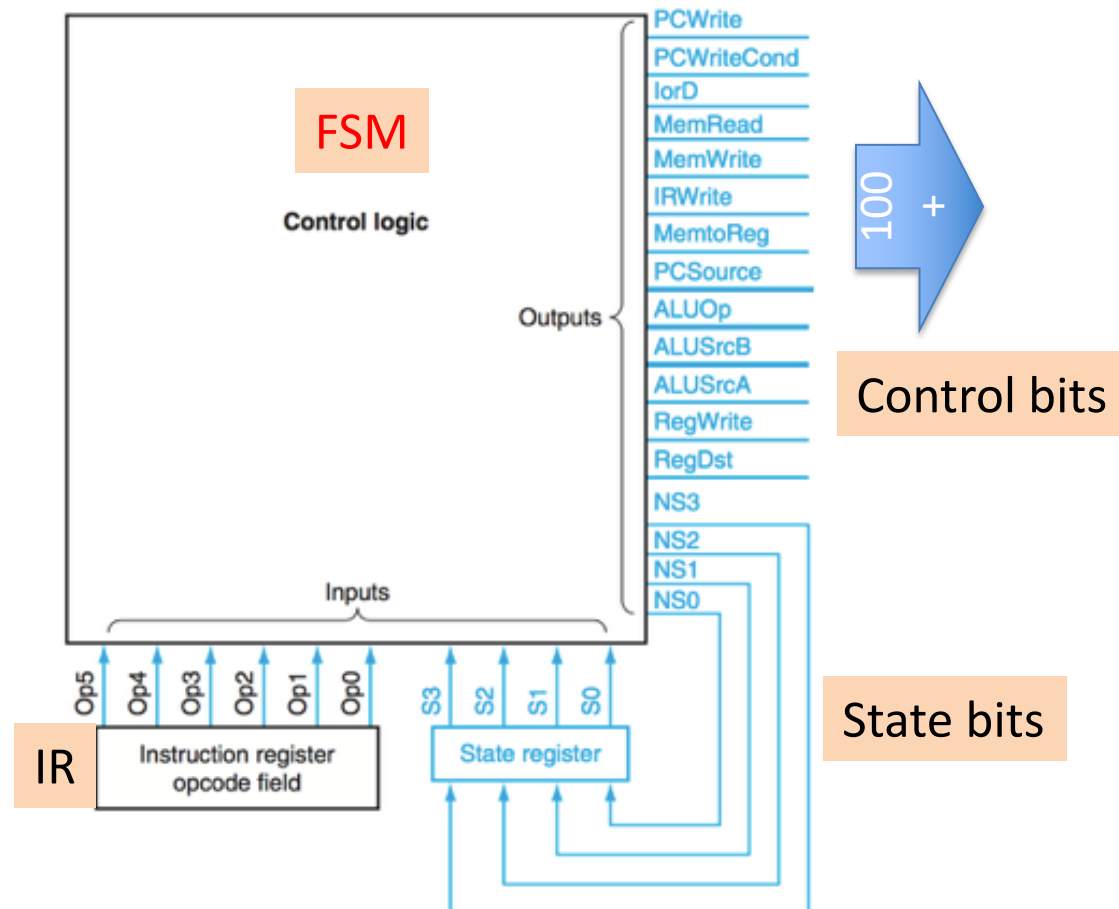 FSM
Control logic
Outputs
Inputs
PCWrite
PCWriteCond
IorD
MemRead
MemWrite
IRWrite
MemtoReg
PCSource
ALUOp
ALUSrcB
ALUSrcA
RegWrite
RegDst
NS3
NS2
NS1
NS0
100
+
Control bits
Op5
Op4
Op3
Op2
Op1
Op0
S3
S2
S1
S0
IR
Instruction register
opcode field
State register
State bits